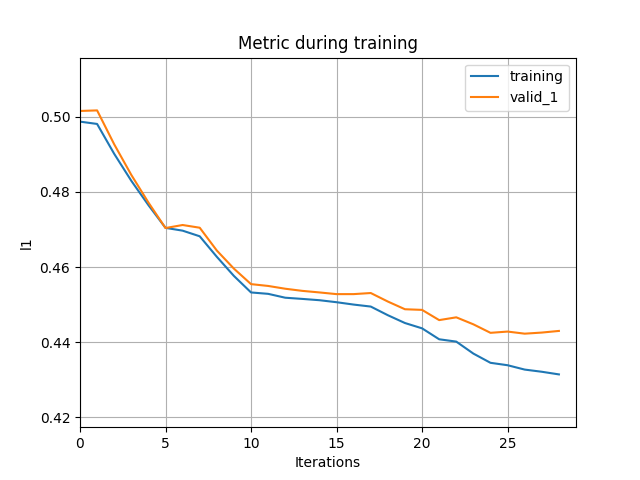 Metric during training
training
valid_1
0.50
0.48
0.46
0.44
0.42
l1
0 5 10 15 20 25
Iterations